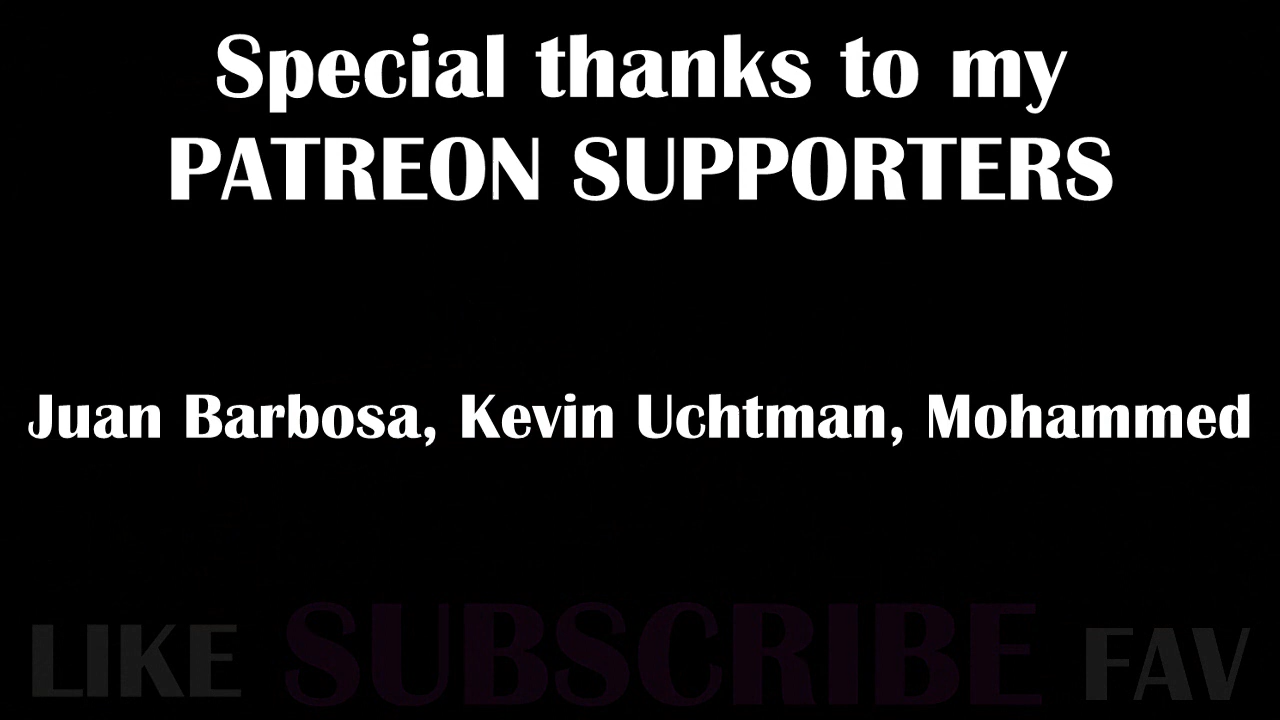 Special thanks to my
PATREON SUPPORTERS
Juan Barbosa, Kevin Uchtman, Mohammed
LIKE SUBSCRIBE FAV